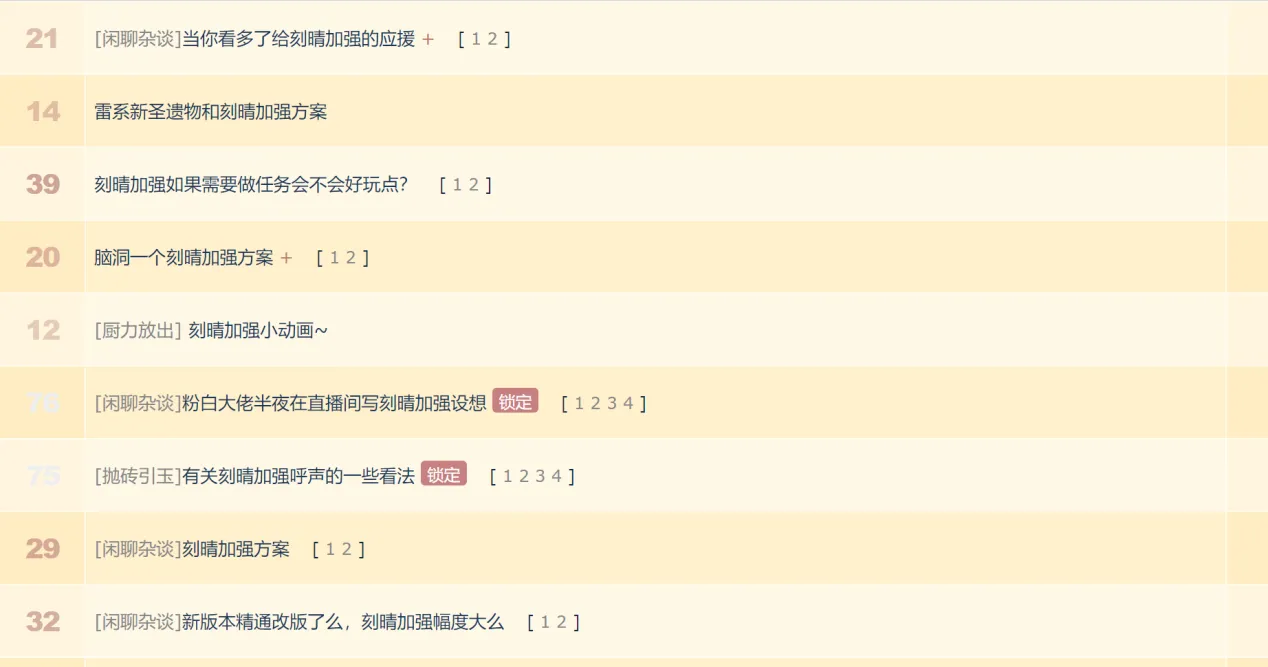 21 [闲聊杂谈]当你看多了给刻晴加强的应援 + [ 1 2 ]
14 雷系新圣遗物和刻晴加强方案
39 刻晴加强如果需要做任务会不会好玩点? [ 1 2 ]
20 脑洞一个刻晴加强方案 + [ 1 2 ]
12 [厨力放出] 刻晴加强小动画~
76 [闲聊杂谈]粉白大佬半夜在直播间写刻晴加强设想 锁定 [ 1 2 3 4 ]
75 [抛砖引玉]有关刻晴加强呼声的一些看法 锁定 [ 1 2 3 4 ]
29 [闲聊杂谈]刻晴加强方案 [ 1 2 ]
32 [闲聊杂谈]新版本精通改版了么，刻晴加强幅度大么 [ 1 2 ]